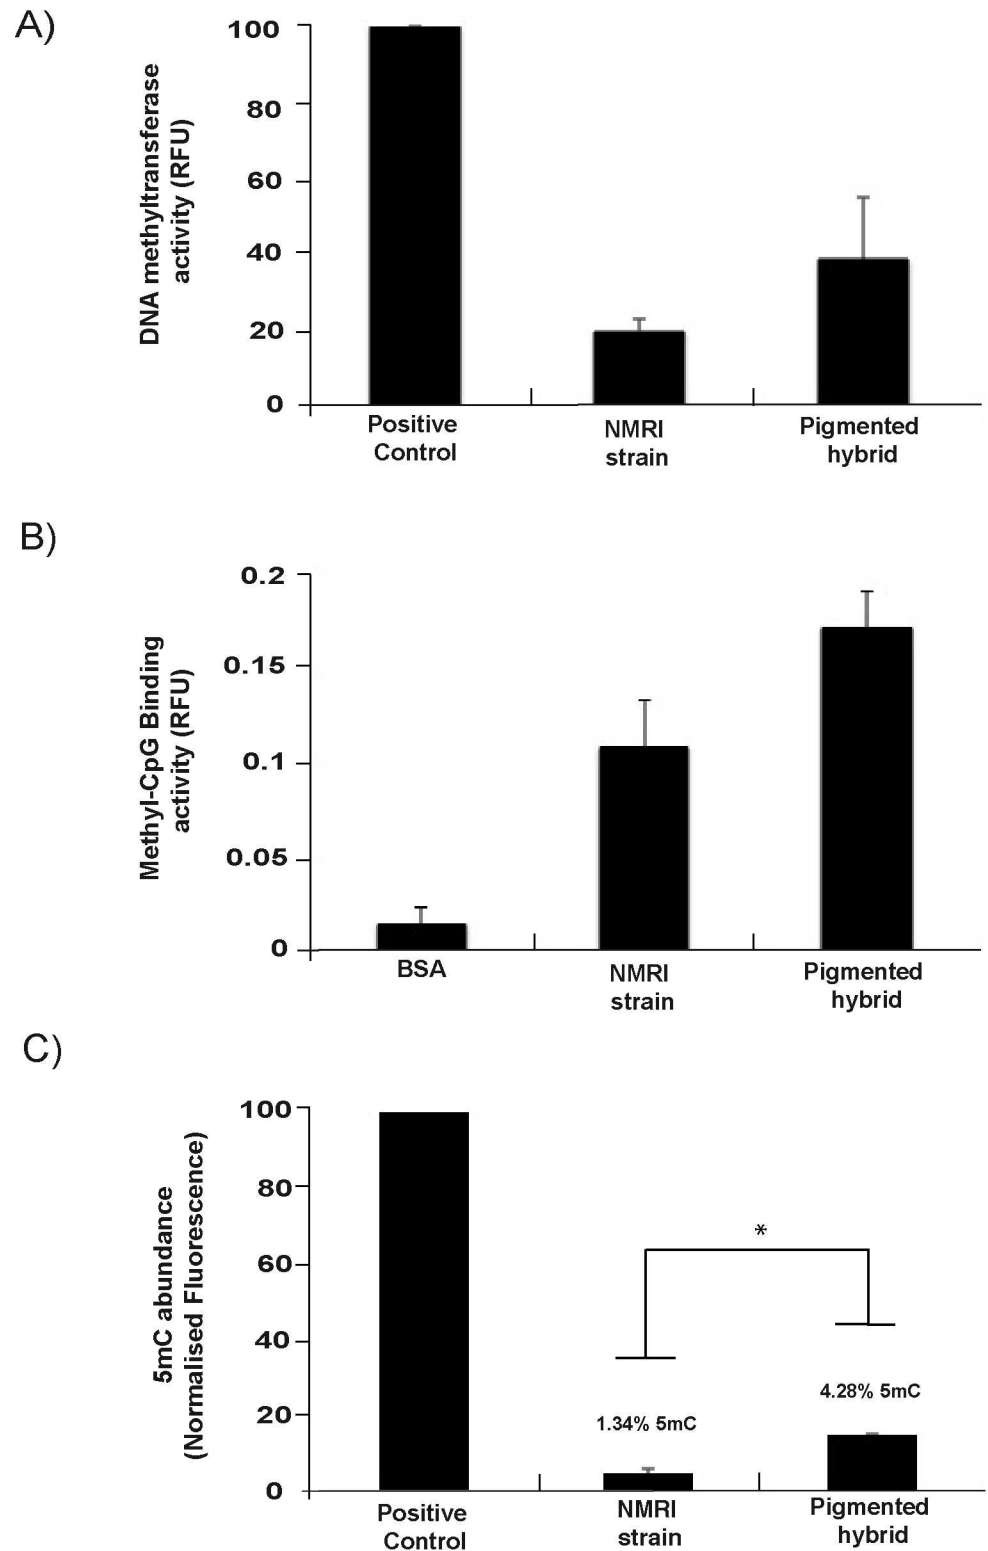 A)
DNA methyltransferase
activity (RFU)
100
80
60
40
20
0
Positive
Control
NMRI
strain
Pigmented
hybrid
B)
Methyl-CpG Binding
activity (RFU)
0.2
0.15
0.1
0.05
0
BSA
NMRI
strain
Pigmented
hybrid
C)
5mC abundance
(Normalised Fluorescence)
100
80
60
40
20
0
*
1.34% 5mC
4.28% 5mC
Positive
Control
NMRI
strain
Pigmented
hybrid